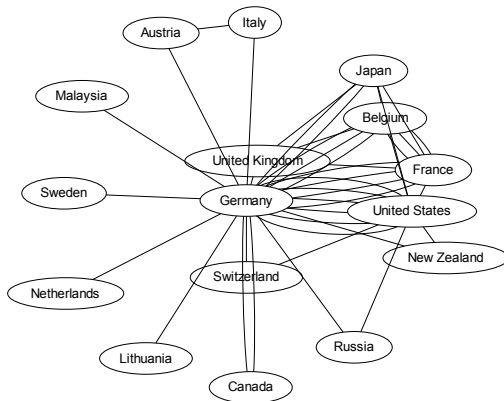 Italy
Austria
Japan
Malaysia
Belgium
United Kingdom
France
Sweden
Germany
United States
New Zealand
Switzerland
Netherlands
Russia
Lithuania
Canada